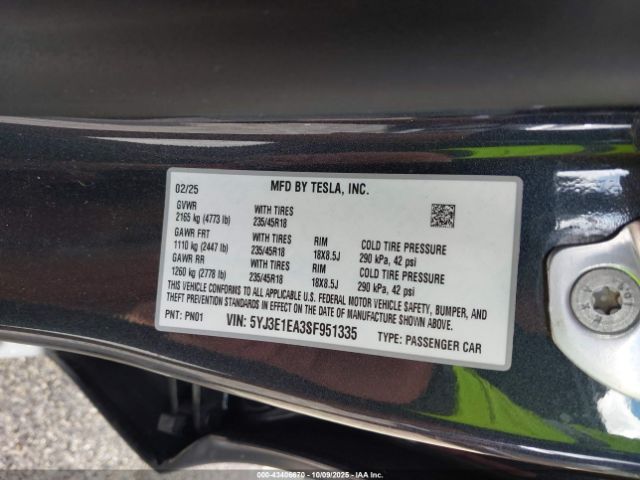 02/25 MFD BY TESLA, INC.
GVWR WITH TIRES
2165 kg (4773 lb) 235/45R18
GAWR FRT WITH TIRES RIM COLD TIRE PRESSURE
1110 kg (2447 lb) 235/45R18 18X8.5J 290 kPa, 42 psi
GAWR RR WITH TIRES RIM COLD TIRE PRESSURE
1260 kg (2778 lb) 235/45R18 18X8.5J 290 kPa, 42 psi
THIS VEHICLE CONFORMS TO ALL APPLICABLE U.S. FEDERAL MOTOR VEHICLE SAFETY, BUMPER, AND
THEFT PREVENTION STANDARDS IN EFFECT ON THE DATE OF MANUFACTURE SHOWN ABOVE.
PNT: PN01 VIN: 5YJ3E1EA3SF951335 TYPE: PASSENGER CAR
000-43406670 - 10/09/2025 - IAA Inc.